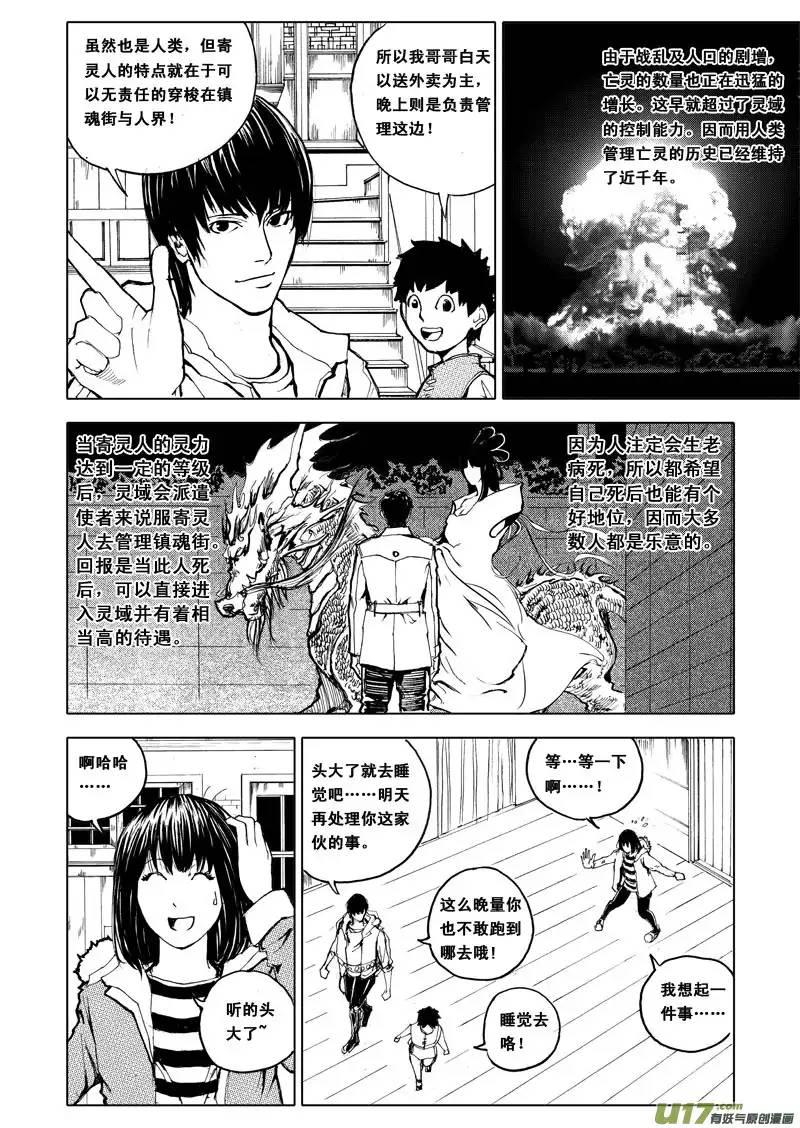 虽然也是人类，但寄
灵人的特点就在于可
以无责任的穿梭在镇
魂街与人界！
所以我哥哥白天
以送外卖为主，
晚上则是负责管
理这边！
由于战乱及人口的剧增，
亡灵的数量也正在迅猛的
增长。这早就超过了灵域
的控制能力。因而用人类
管理亡灵的历史已经维持
了近千年。
当寄灵人的灵力
达到一定的等级
后，灵域会派遣
使者来说服寄灵
人去管理镇魂街。
回报是当此人死
后，可以直接进
入灵域并有着相
当高的待遇。
因为人注定会生老
病死，所以都希望
自己死后也能有个
好地位，因而大多
数人都是乐意的。
啊哈哈
……
听的头
大了~
头大了就去睡
觉吧……明天
再处理你这家
伙的事。
等…等一下
啊……！
这么晚量你
也不敢跑到
哪去哦！
睡觉去
咯！
我想起一
件事……
U17.com
有妖气原创漫画